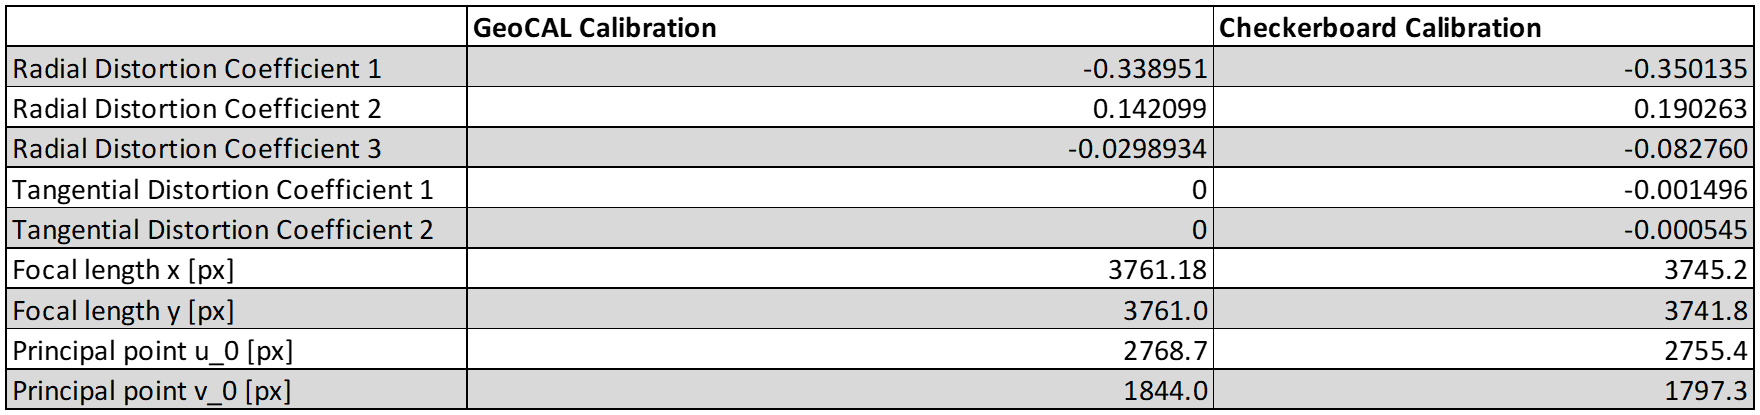 GeoCAL Calibration Checkerboard Calibration
Radial Distortion Coefficient 1 -0.338951 -0.350135
Radial Distortion Coefficient 2 0.142099 0.190263
Radial Distortion Coefficient 3 -0.0298934 -0.082760
Tangential Distortion Coefficient 1 0 -0.001496
Tangential Distortion Coefficient 2 0 -0.000545
Focal length x [px] 3761.18 3745.2
Focal length y [px] 3761.0 3741.8
Principal point u_0 [px] 2768.7 2755.4
Principal point v_0 [px] 1844.0 1797.3